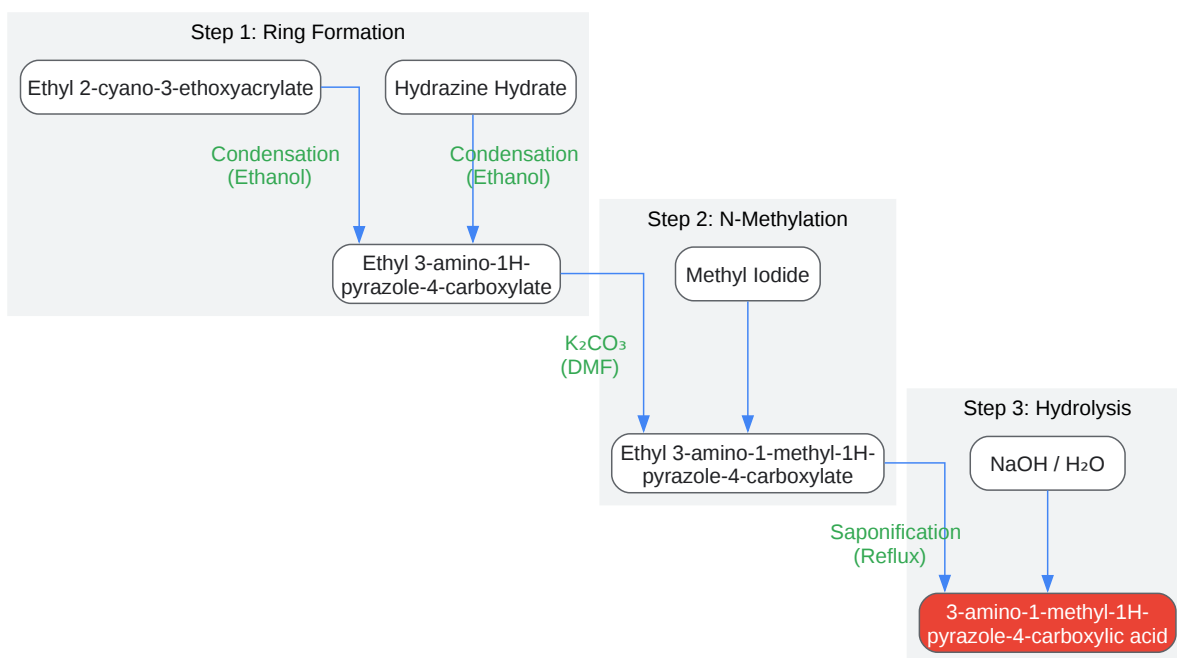 Step 1: Ring Formation
Ethyl 2-cyano-3-ethoxyacrylate
Hydrazine Hydrate
Condensation
(Ethanol)
Condensation
(Ethanol)
Ethyl 3-amino-1H-
pyrazole-4-carboxylate
Step 2: N-Methylation
Methyl Iodide
K₂CO₃
(DMF)
Ethyl 3-amino-1-methyl-1H-
pyrazole-4-carboxylate
Step 3: Hydrolysis
NaOH / H₂O
Saponification
(Reflux)
3-amino-1-methyl-1H-
pyrazole-4-carboxylic acid